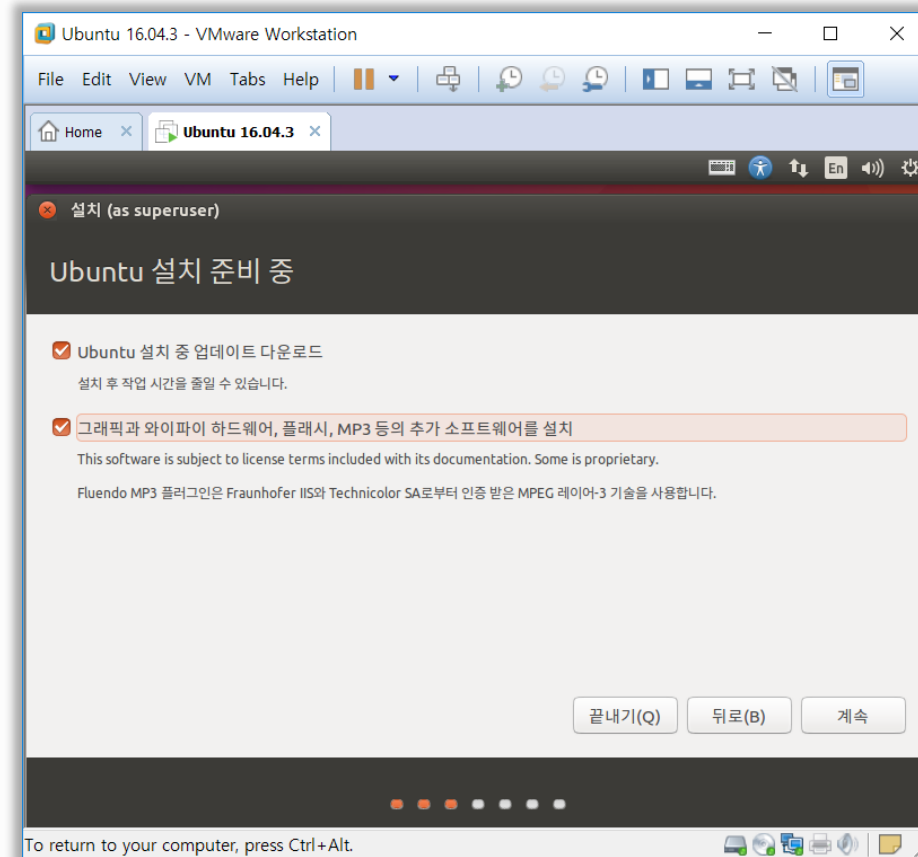 Ubuntu 16.04.3 - VMware Workstation
File Edit View VM Tabs Help
Home Ubuntu 16.04.3
En
설치 (as superuser)
Ubuntu 설치 준비 중
Ubuntu 설치 중 업데이트 다운로드
설치 후 작업 시간을 줄일 수 있습니다.
그래픽과 와이파이 하드웨어, 플래시, MP3 등의 추가 소프트웨어를 설치
This software is subject to license terms included with its documentation. Some is proprietary.
Fluendo MP3 플러그인은 Fraunhofer IIS와 Technicolor SA로부터 인증 받은 MPEG 레이어-3 기술을 사용합니다.
끝내기(Q) 뒤로(B) 계속
To return to your computer, press Ctrl+Alt.